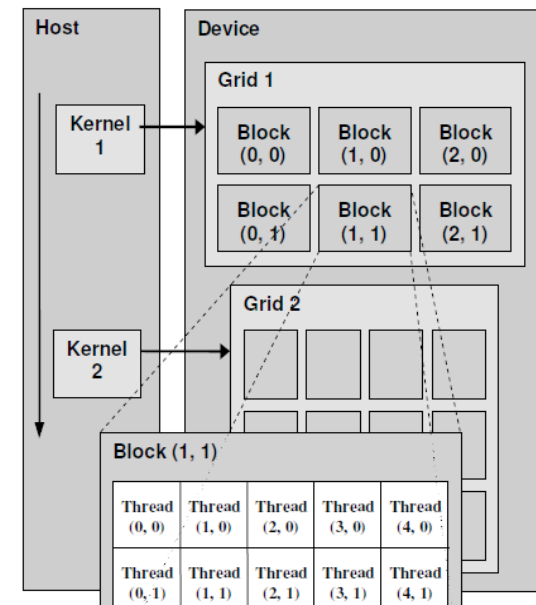 Host
Device
Grid 1
Kernel
1
Block
(0, 0)
Block
(1, 0)
Block
(2, 0)
Block
(0, 1)
Block
(1, 1)
Block
(2, 1)
Grid 2
Kernel
2
Block (1, 1)
Thread
(0, 0)
Thread
(1, 0)
Thread
(2, 0)
Thread
(3, 0)
Thread
(4, 0)
Thread
(0, 1)
Thread
(1, 1)
Thread
(2, 1)
Thread
(3, 1)
Thread
(4, 1)